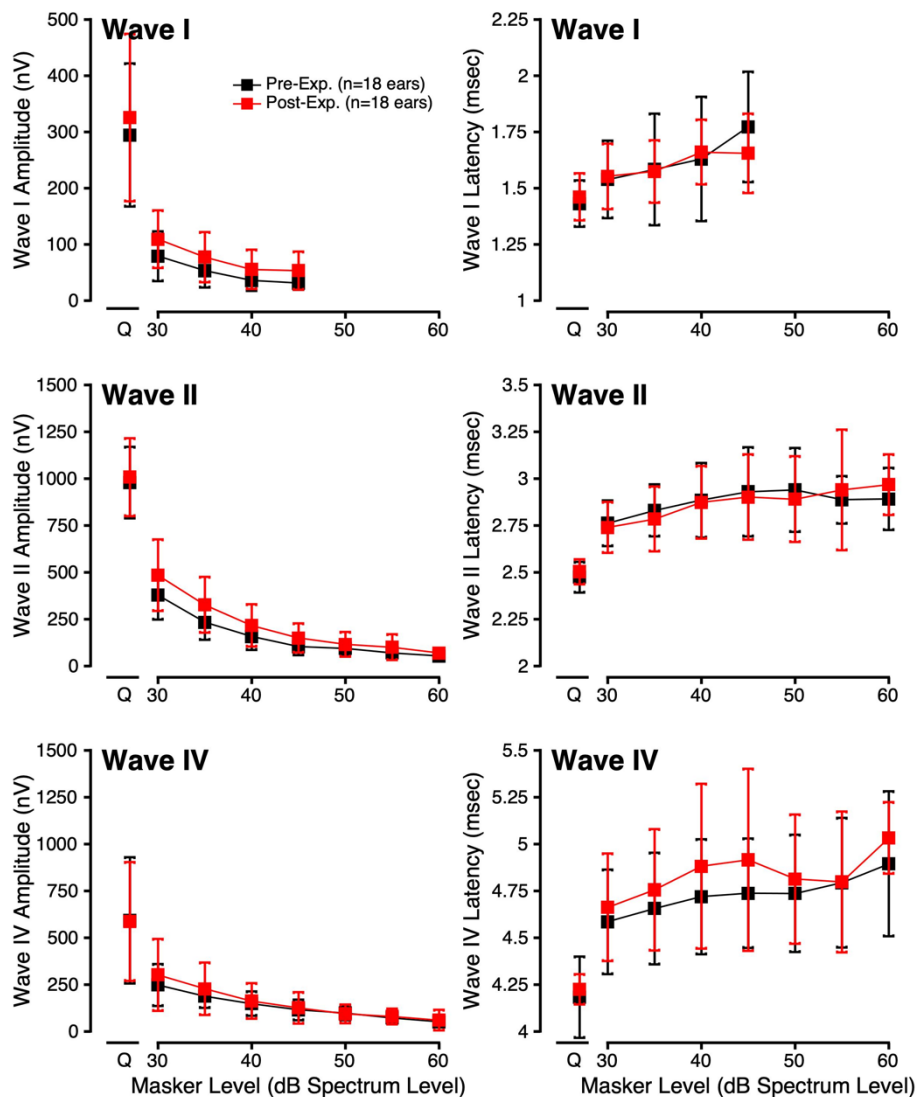 Wave I
500
400
300
200
100
0
Wave I Amplitude (nV)
Pre-Exp. (n=18 ears)
Post-Exp. (n=18 ears)
Q
30
40
50
60
Wave I
2.25
2
1.75
1.5
1.25
1
Wave I Latency (msec)
Q
30
40
50
60
Wave II
1500
1250
1000
750
500
250
0
Wave II Amplitude (nV)
Q
30
40
50
60
Wave II
3.5
3.25
3
2.75
2.5
2.25
2
Wave II Latency (msec)
Q
30
40
50
60
Wave IV
1500
1250
1000
750
500
250
0
Wave IV Amplitude (nV)
Q
30
40
50
60
Masker Level (dB Spectrum Level)
Wave IV
5.5
5.25
5
4.75
4.5
4.25
4
Wave IV Latency (msec)
Q
30
40
50
60
Masker Level (dB Spectrum Level)